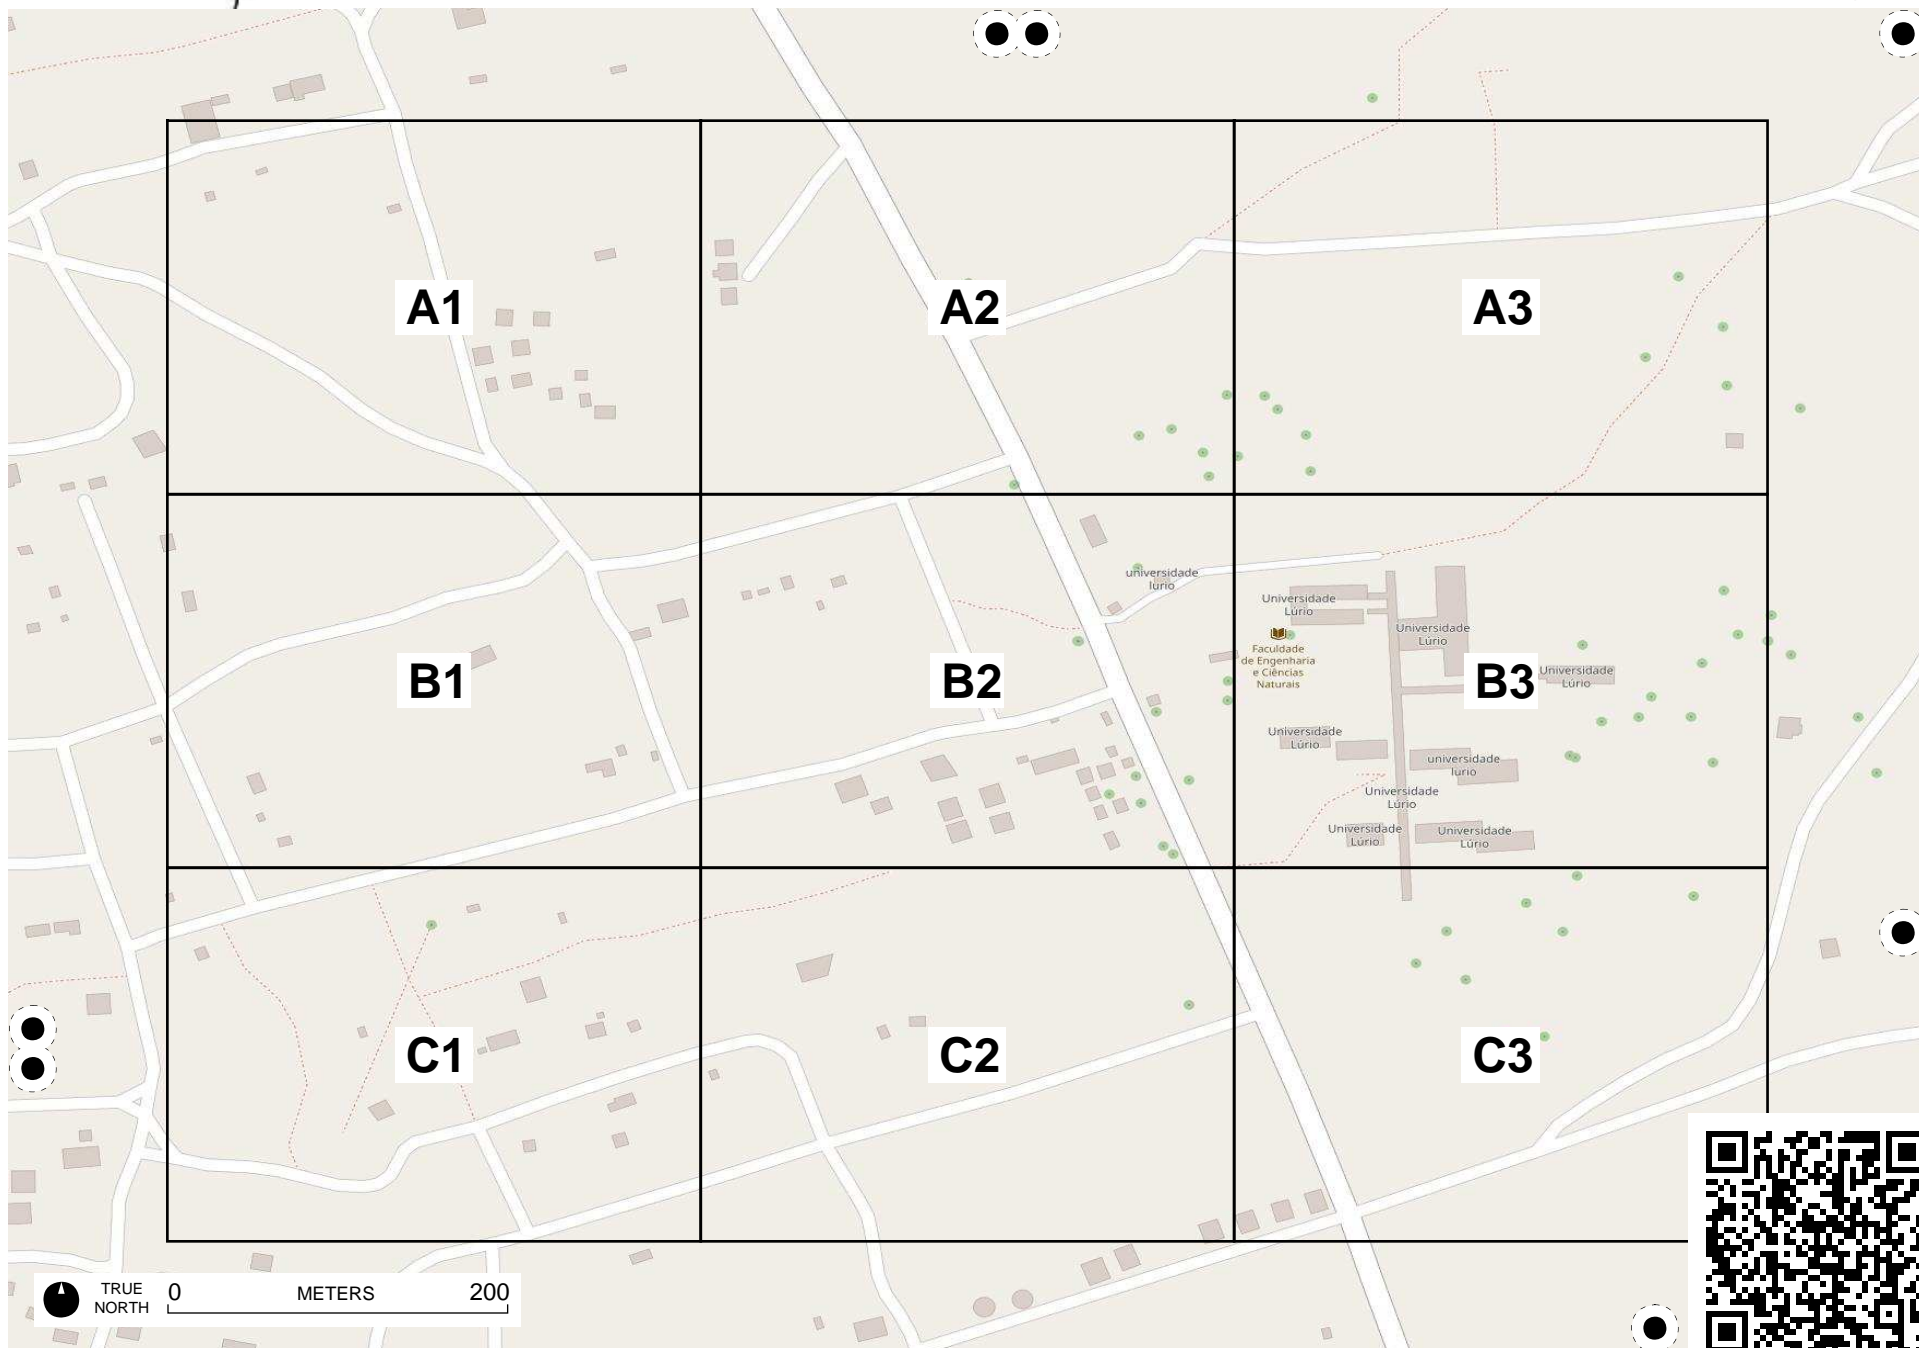 A1
A2
A3
universidade
lurio
Universidade
Lúrio
Universidade
Lúrio
Faculdade
de Engenharia
e Ciências
Naturais
B1
B2
B3
Universidade
Lúrio
Universidade
Lúrio
universidade
lurio
Universidade
Lúrio
Universidade
Lúrio
Universidade
Lúrio
C1
C2
C3
TRUE
NORTH
0
METERS
200